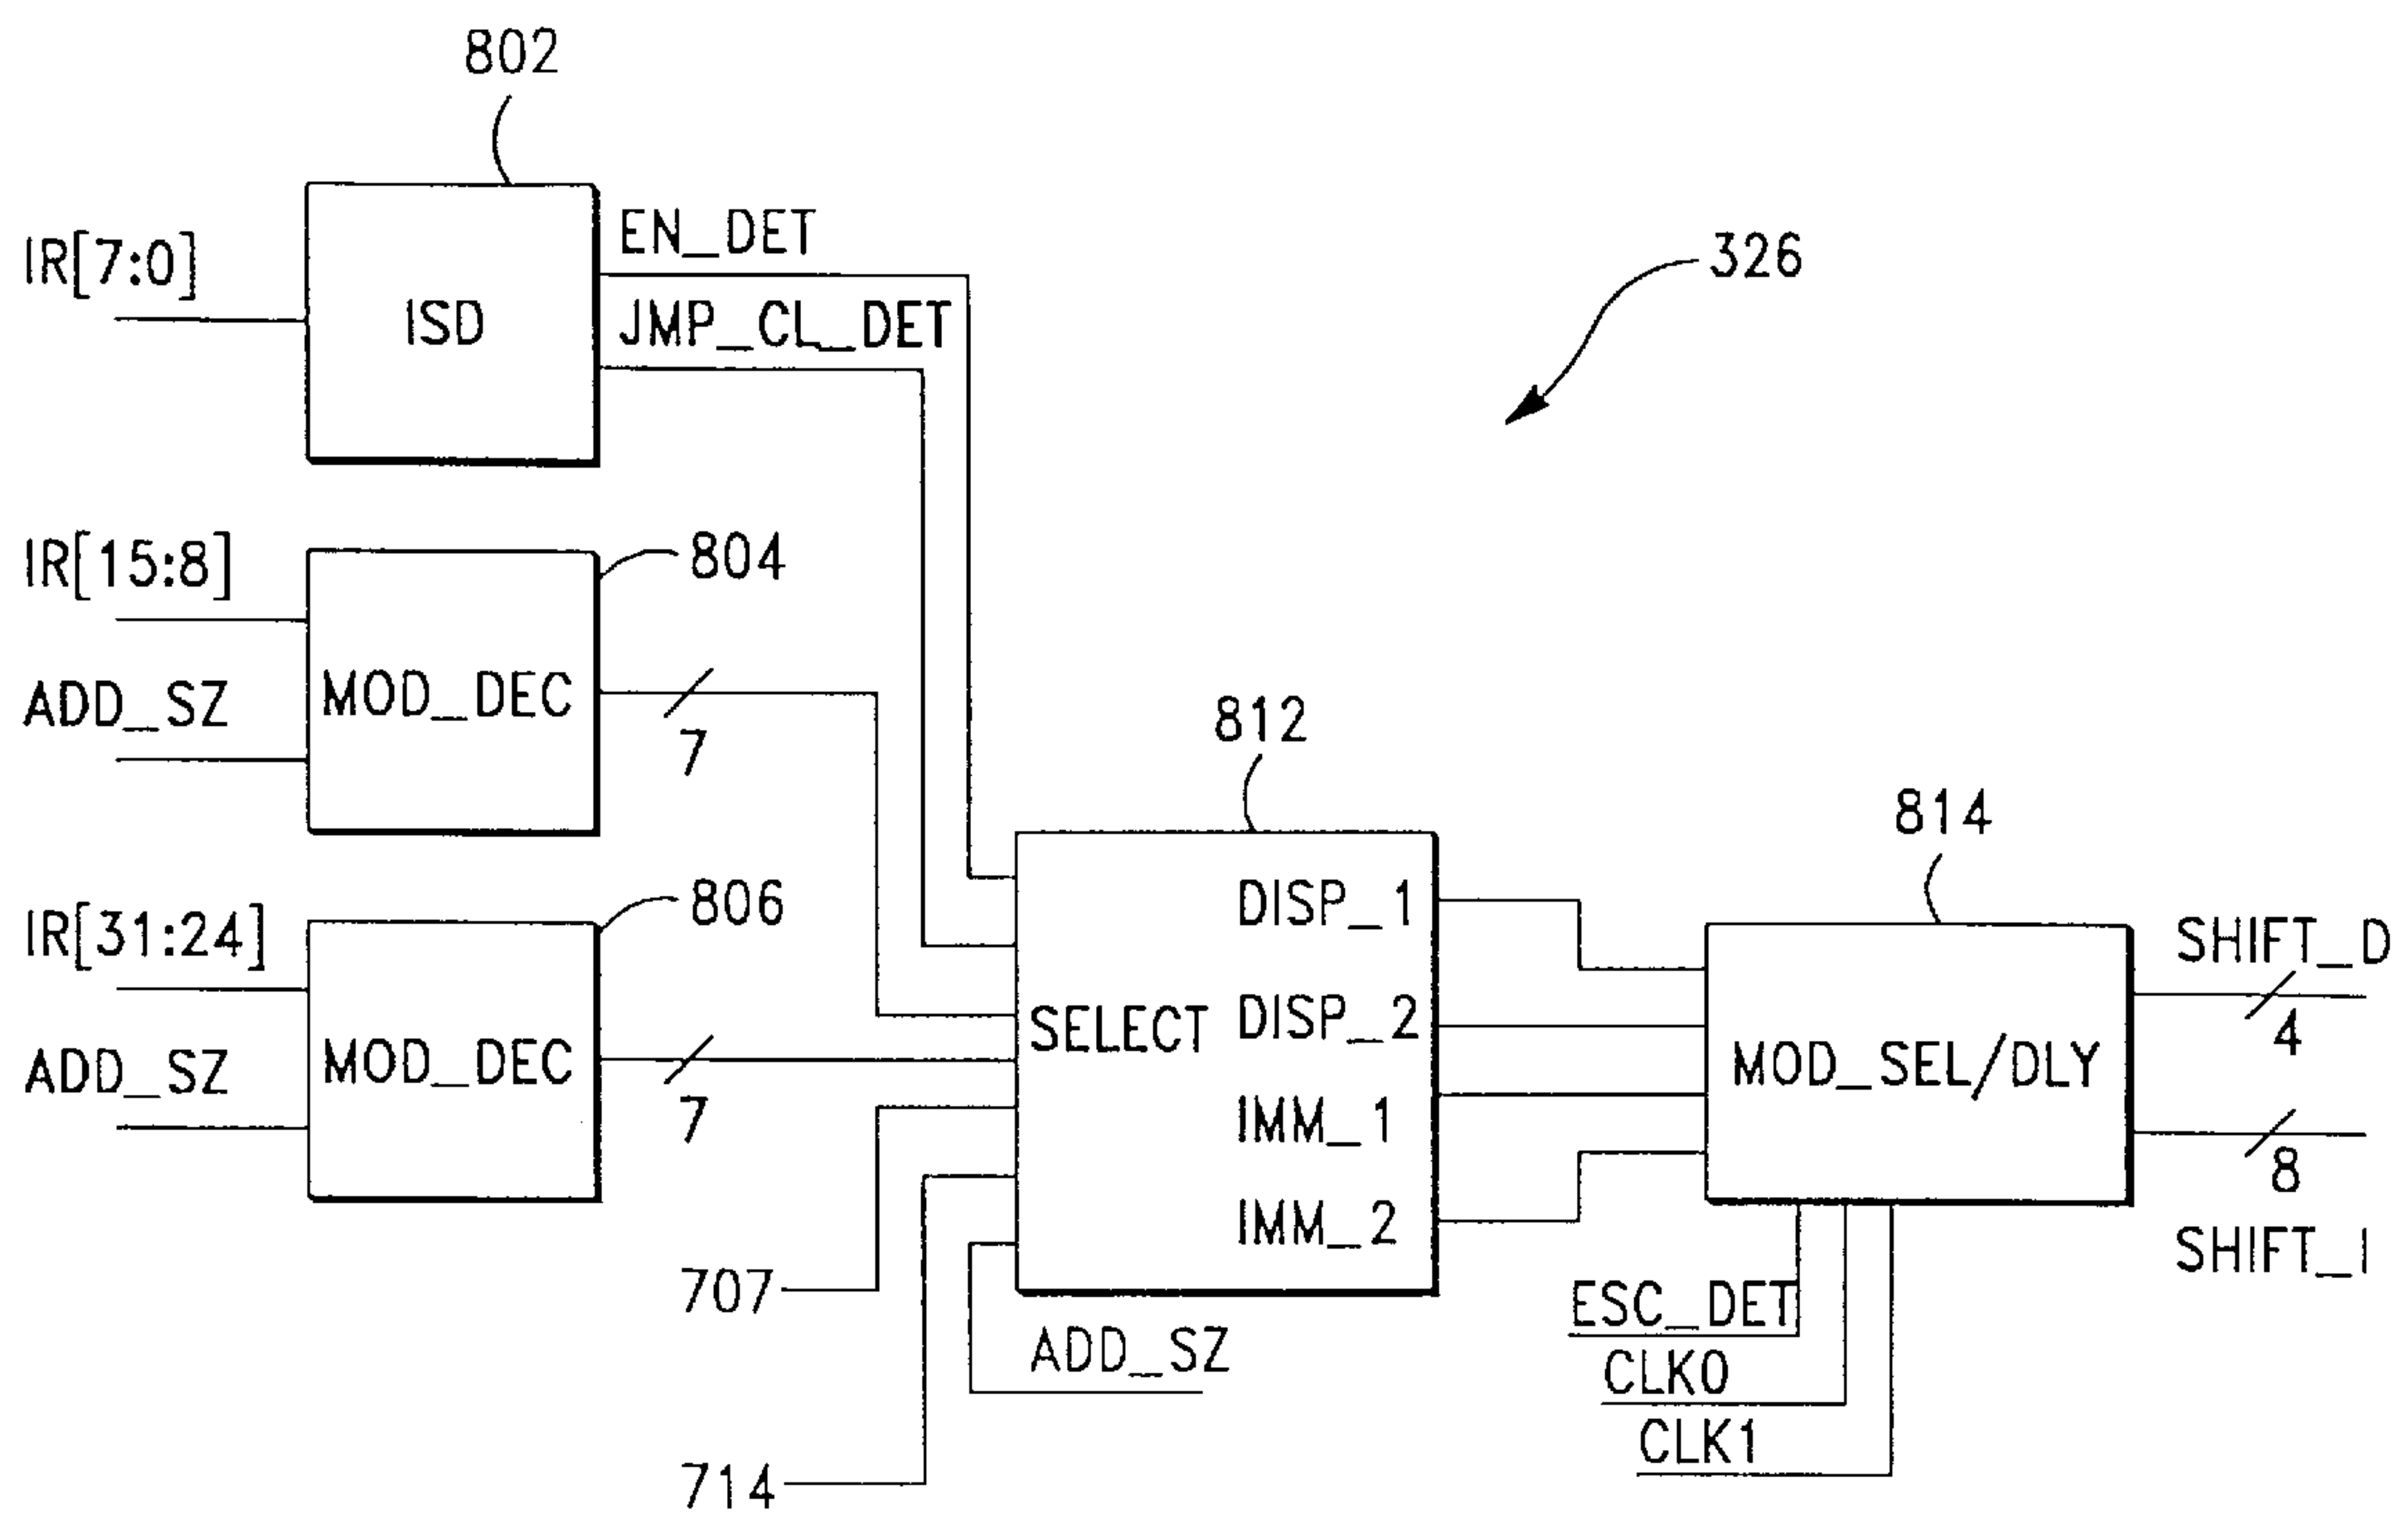 802
IR[7:0]
ISD
EN_DET
JMP_CL_DET
326
IR[15:8]
ADD_SZ
MOD_DEC
804
7
IR[31:24]
ADD_SZ
MOD_DEC
806
7
812
SELECT
DISP_1
DISP_2
IMM_1
IMM_2
707
714
ADD_SZ
814
MOD_SEL/DLY
SHIFT_D
4
8
SHIFT_I
ESC_DET
CLK0
CLK1